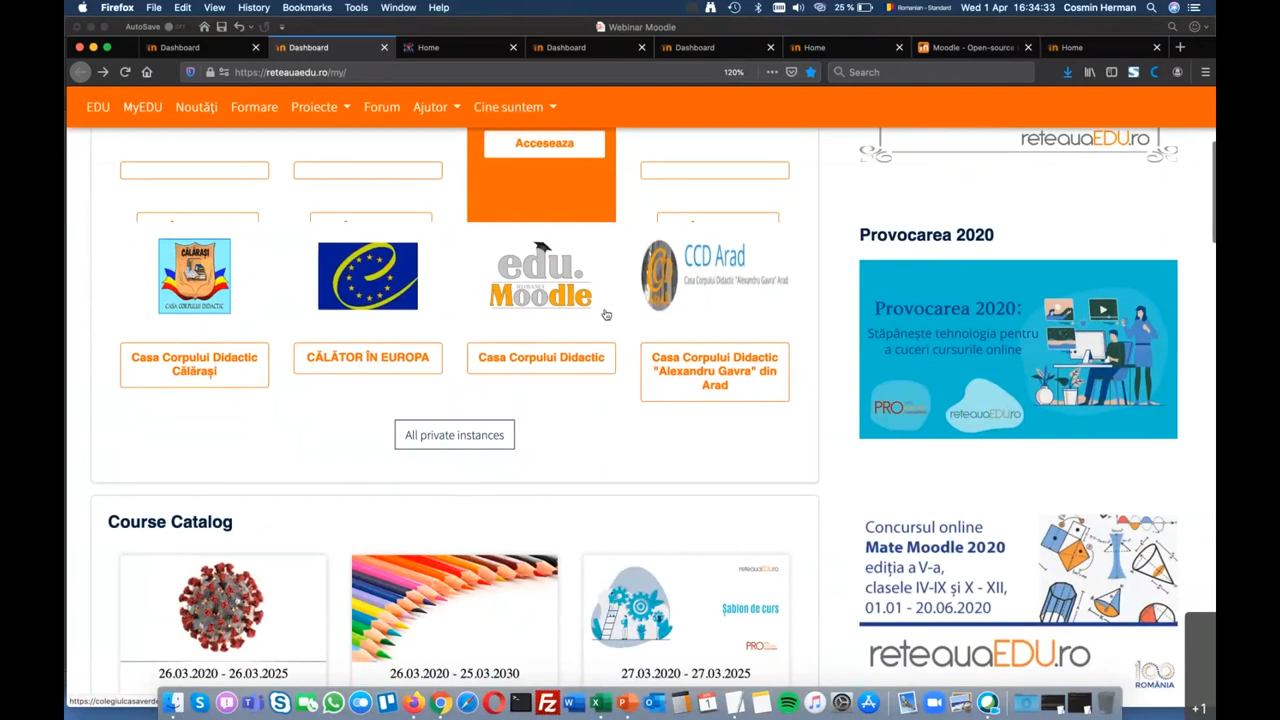 Firefox File Edit View History Bookmarks Tools Window Help
25 % Romanian - Standard Wed 1 Apr 16:34:33 Cosmin Herman
AutoSave Webinar Moodle
Dashboard Dashboard Home Dashboard Dashboard Home Moodle - Open-source Home
https://reteauaedu.ro/my/ 120% Search
EDU MyEDU Noutăți Formare Proiecte Forum Ajutor Cine suntem
Acceseaza
reteauaEDU.ro
Provocarea 2020
CĂLĂRAȘI
CASA CORPULUI DIDACTIC
edu.
Moodle
CCD Arad
Casa Corpului Didactic "Alexandru Gavra" Arad
Provocarea 2020:
Stăpânește tehnologia pentru
a cuceri cursurile online
PRO
reteauaEDU.ro
Casa Corpului Didactic
Călărași
CĂLĂTOR ÎN EUROPA
Casa Corpului Didactic
Casa Corpului Didactic
"Alexandru Gavra" din
Arad
All private instances
Course Catalog
reteauaEDU.ro
Șablon de curs
PRO
26.03.2020 - 26.03.2025
26.03.2020 - 25.03.2030
27.03.2020 - 27.03.2025
Concursul online
Mate Moodle 2020
ediția a V-a,
clasele IV-IX și X - XII,
01.01 - 20.06.2020
reteauaEDU.ro
100
ROMÂNIA
https://colegiulcasaverde
+1